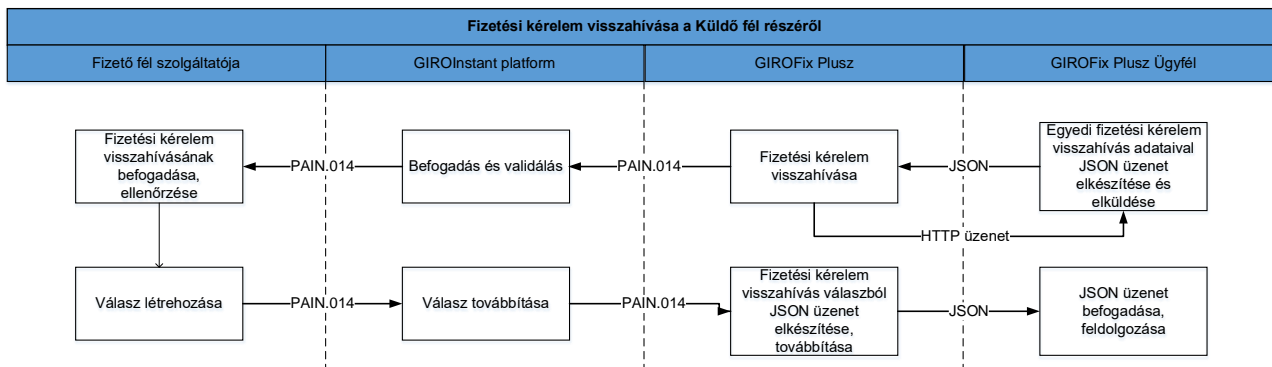 Fizetési kérelem visszahívása a Küldő fél részéről
Fizető fél szolgáltatója
GIROInstant platform
GIROFix Plusz
GIROFix Plusz Ügyfél
Fizetési kérelem
visszahívásának
befogadása,
ellenőrzése
PAIN.014
Befogadás és validálás
PAIN.014
Fizetési kérelem
visszahívása
JSON
Egyedi fizetési kérelem
visszahívás adataival
JSON üzenet
elkészítése és
elküldése
HTTP üzenet
Válasz létrehozása
PAIN.014
Válasz továbbítása
PAIN.014
Fizetési kérelem
visszahívás válaszból
JSON üzenet
elkészítése,
továbbítása
JSON
JSON üzenet
befogadása,
feldolgozása